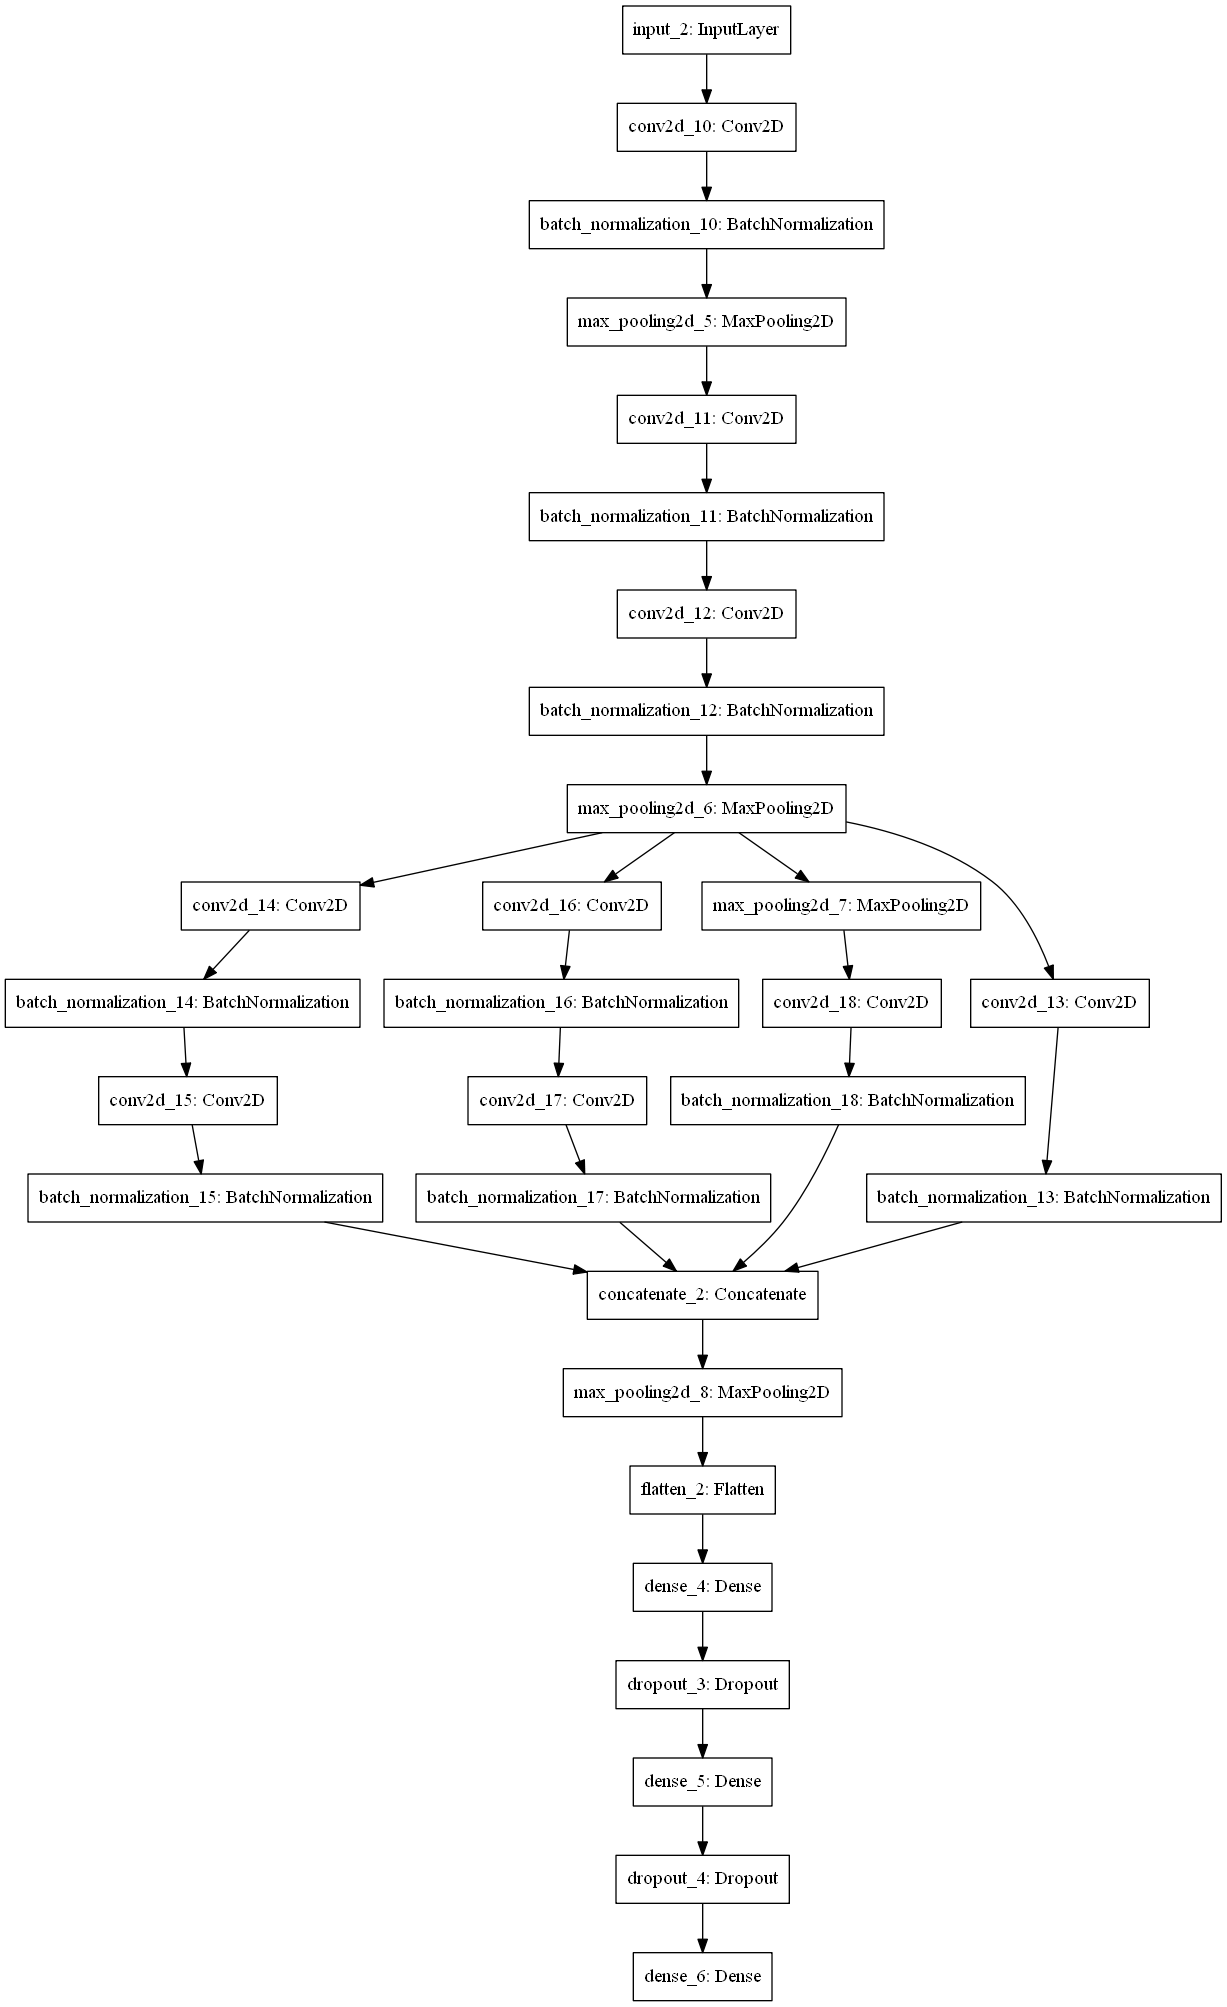 input_2: InputLayer
conv2d_10: Conv2D
batch_normalization_10: BatchNormalization
max_pooling2d_5: MaxPooling2D
conv2d_11: Conv2D
batch_normalization_11: BatchNormalization
conv2d_12: Conv2D
batch_normalization_12: BatchNormalization
max_pooling2d_6: MaxPooling2D
conv2d_14: Conv2D
conv2d_16: Conv2D
max_pooling2d_7: MaxPooling2D
batch_normalization_14: BatchNormalization
batch_normalization_16: BatchNormalization
conv2d_18: Conv2D
conv2d_13: Conv2D
conv2d_15: Conv2D
conv2d_17: Conv2D
batch_normalization_18: BatchNormalization
batch_normalization_15: BatchNormalization
batch_normalization_17: BatchNormalization
batch_normalization_13: BatchNormalization
concatenate_2: Concatenate
max_pooling2d_8: MaxPooling2D
flatten_2: Flatten
dense_4: Dense
dropout_3: Dropout
dense_5: Dense
dropout_4: Dropout
dense_6: Dense